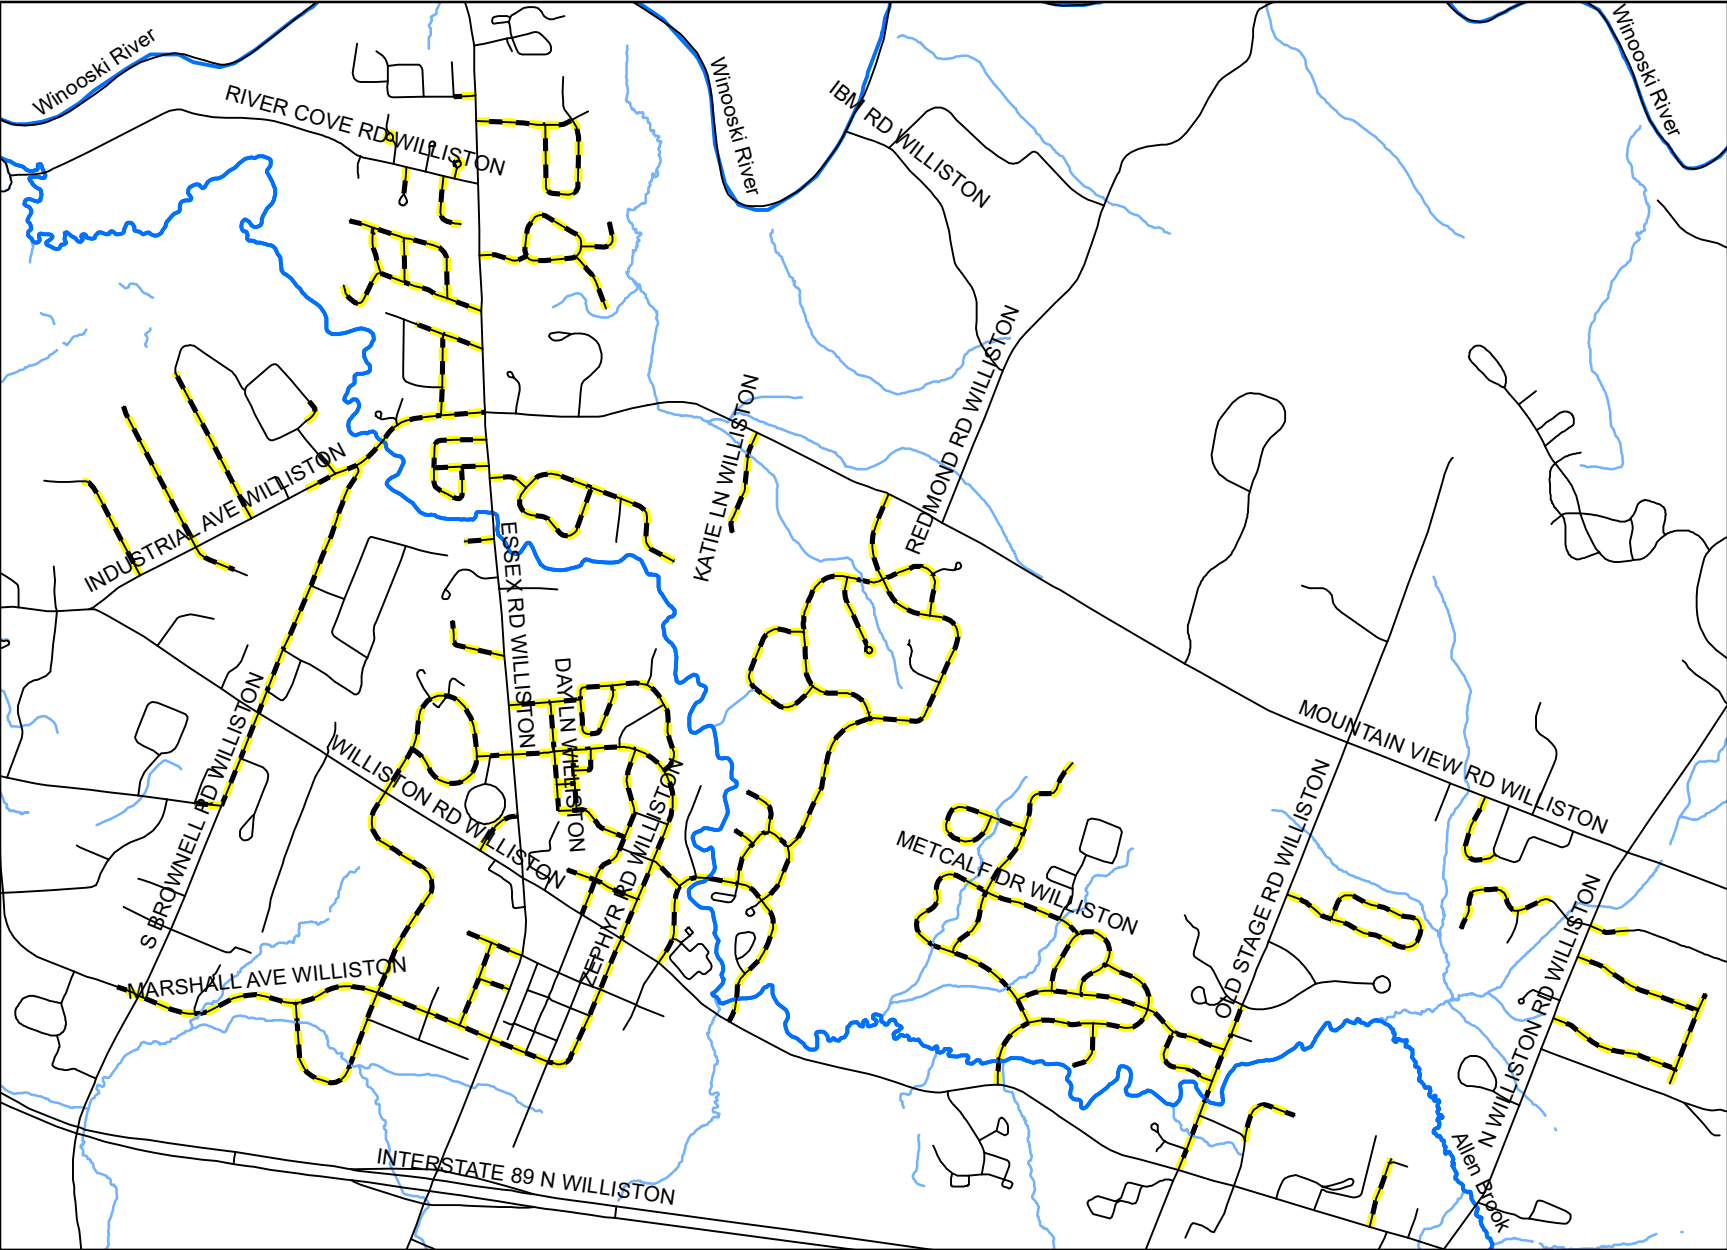 Winooski River
Winooski River
Winooski River
RIVER COVE RD WILLISTON
IBM RD WILLISTON
REDMOND RD WILLISTON
KATIE LN WILLISTON
INDUSTRIAL AVE WILLISTON
ESSEX RD WILLISTON
DAY LN WILLISTON
S BROWNELL RD WILLISTON
WILLISTON RD WILLISTON
MOUNTAIN VIEW RD WILLISTON
OLD STAGE RD WILLISTON
METCALF DR WILLISTON
ZEPHYR RD WILLISTON
N WILLISTON RD WILLISTON
MARSHALL AVE WILLISTON
INTERSTATE 89 N WILLISTON
Allen Brook